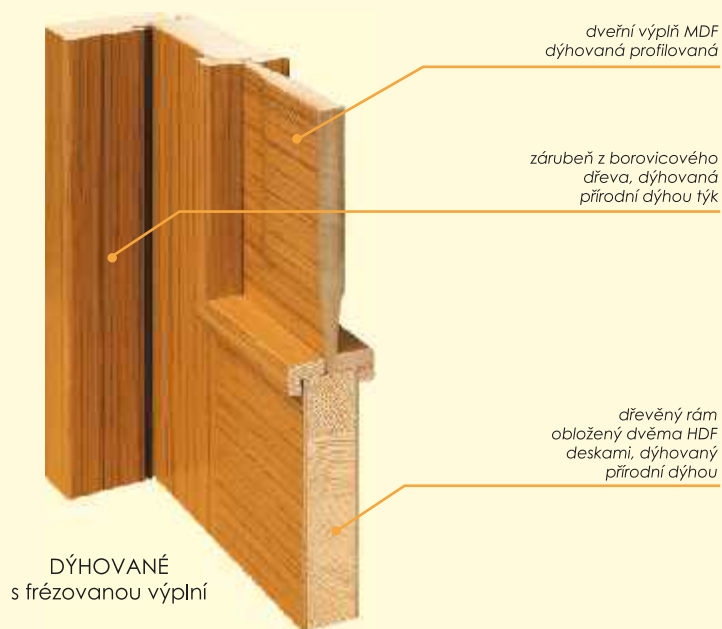 dveřní výplň MDF
dýhovaná profilovaná
zárubeň z borovicového
dřeva, dýhovaná
přírodní dýhou týk
dřevěný rám
obložený dvěma HDF
deskami, dýhovaný
přírodní dýhou
DÝHOVANÉ
s frézovanou výplní